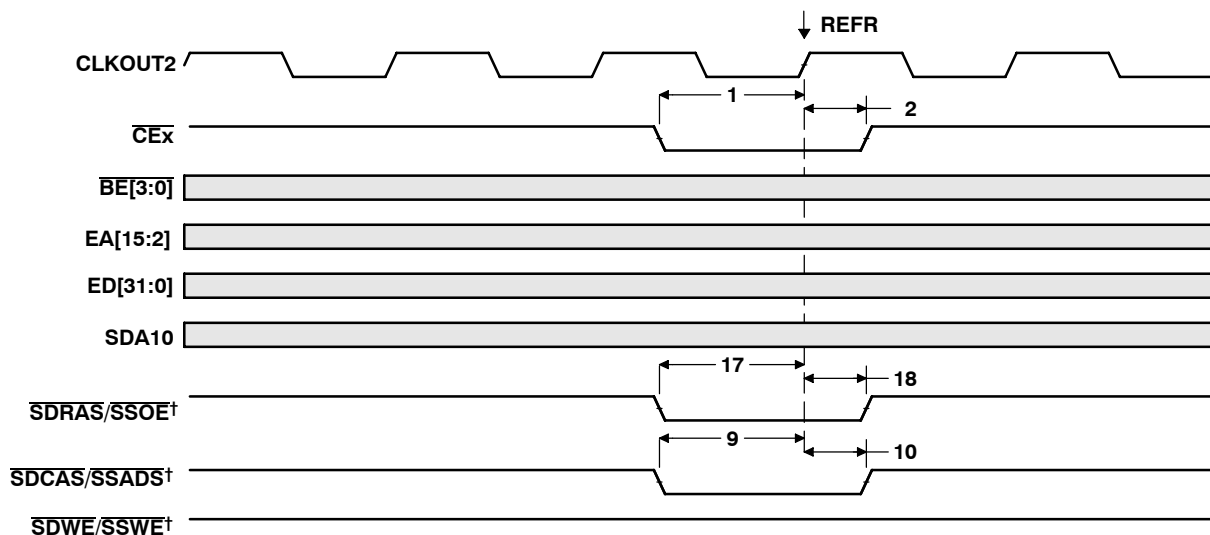 REFR
CLKOUT2
1
2
CEx
BE[3:0]
EA[15:2]
ED[31:0]
SDA10
17
18
SDRAS/SSOE†
9
10
SDCAS/SSADS†
SDWE/SSWE†